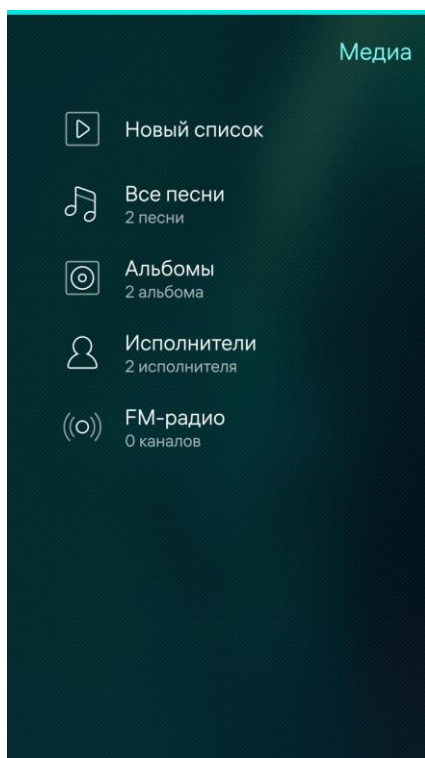 Медиа
Новый список
Все песни
2 песни
Альбомы
2 альбома
Исполнители
2 исполнителя
FM-радио
0 каналов